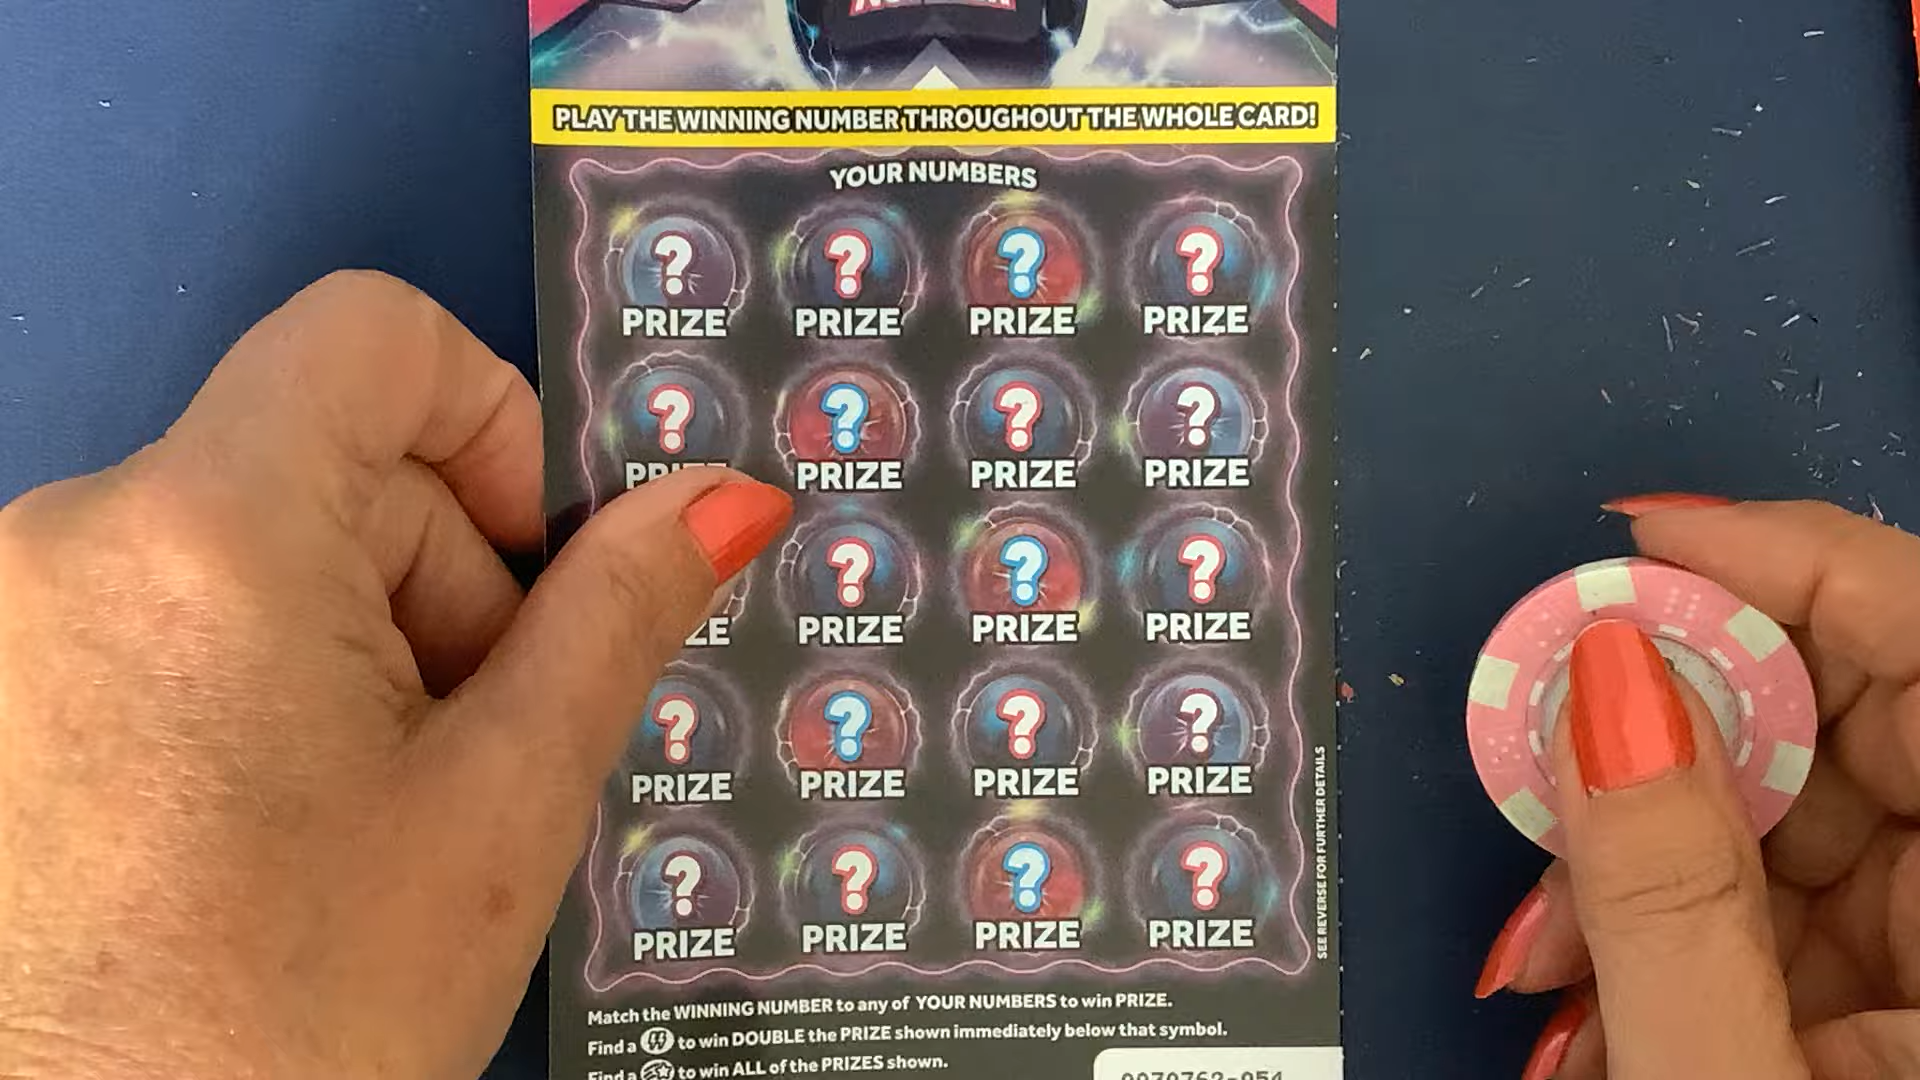 PLAY THE WINNING NUMBER THROUGHOUT THE WHOLE CARD!
YOUR NUMBERS
? ? ? ?
PRIZE PRIZE PRIZE PRIZE
? ? ? ?
PRIZE PRIZE PRIZE PRIZE
? ? ?
ZE PRIZE PRIZE PRIZE
? ? ? ?
PRIZE PRIZE PRIZE PRIZE
? ? ? ?
PRIZE PRIZE PRIZE PRIZE
SEE REVERSE FOR FURTHER DETAILS
Match the WINNING NUMBER to any of YOUR NUMBERS to win PRIZE.
Find a to win DOUBLE the PRIZE shown immediately below that symbol.
Find a to win ALL of the PRIZES shown.